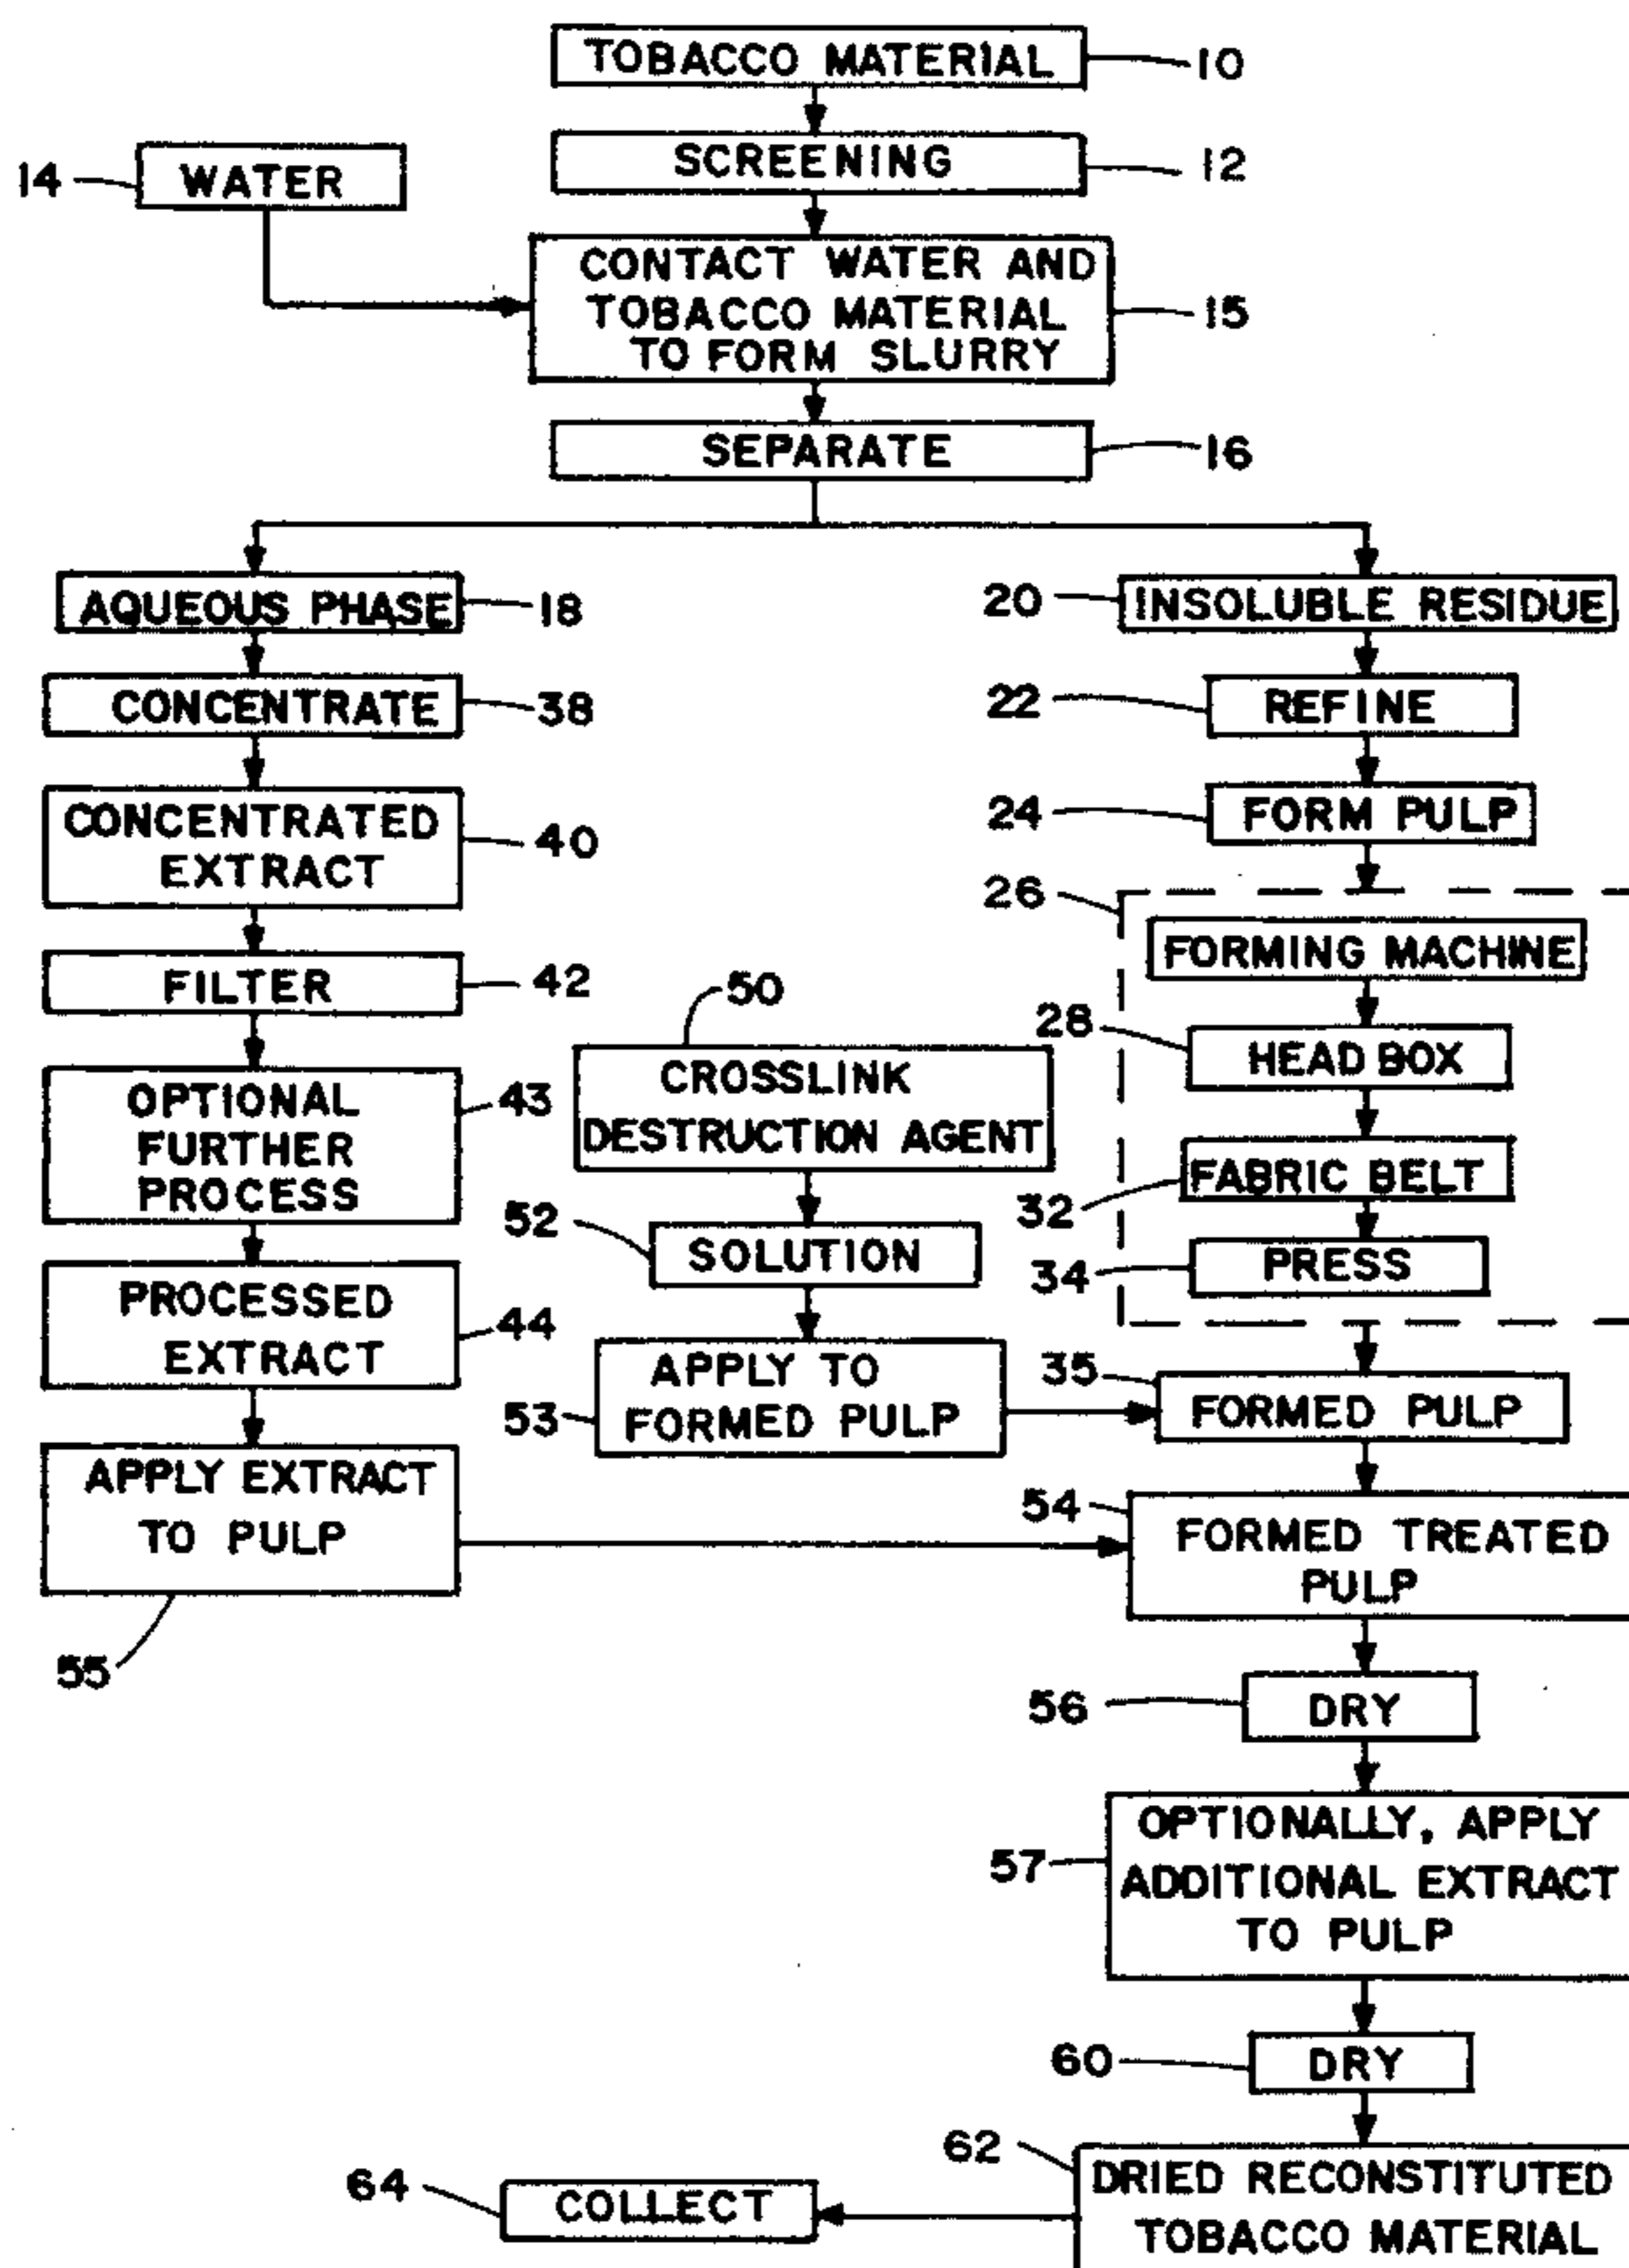 TOBACCO MATERIAL
10
SCREENING
12
14
WATER
CONTACT WATER AND
TOBACCO MATERIAL
TO FORM SLURRY
15
SEPARATE
16
AQUEOUS PHASE
18
CONCENTRATE
38
CONCENTRATED
EXTRACT
40
FILTER
42
OPTIONAL
FURTHER
PROCESS
43
PROCESSED
EXTRACT
44
APPLY EXTRACT
TO PULP
55
50
CROSSLINK
DESTRUCTION AGENT
52
SOLUTION
53
APPLY TO
FORMED PULP
20
INSOLUBLE RESIDUE
22
REFINE
24
FORM PULP
26
FORMING MACHINE
28
HEAD BOX
32
FABRIC BELT
34
PRESS
35
FORMED PULP
54
FORMED TREATED
PULP
56
DRY
57
OPTIONALLY, APPLY
ADDITIONAL EXTRACT
TO PULP
60
DRY
62
DRIED RECONSTITUTED
TOBACCO MATERIAL
64
COLLECT